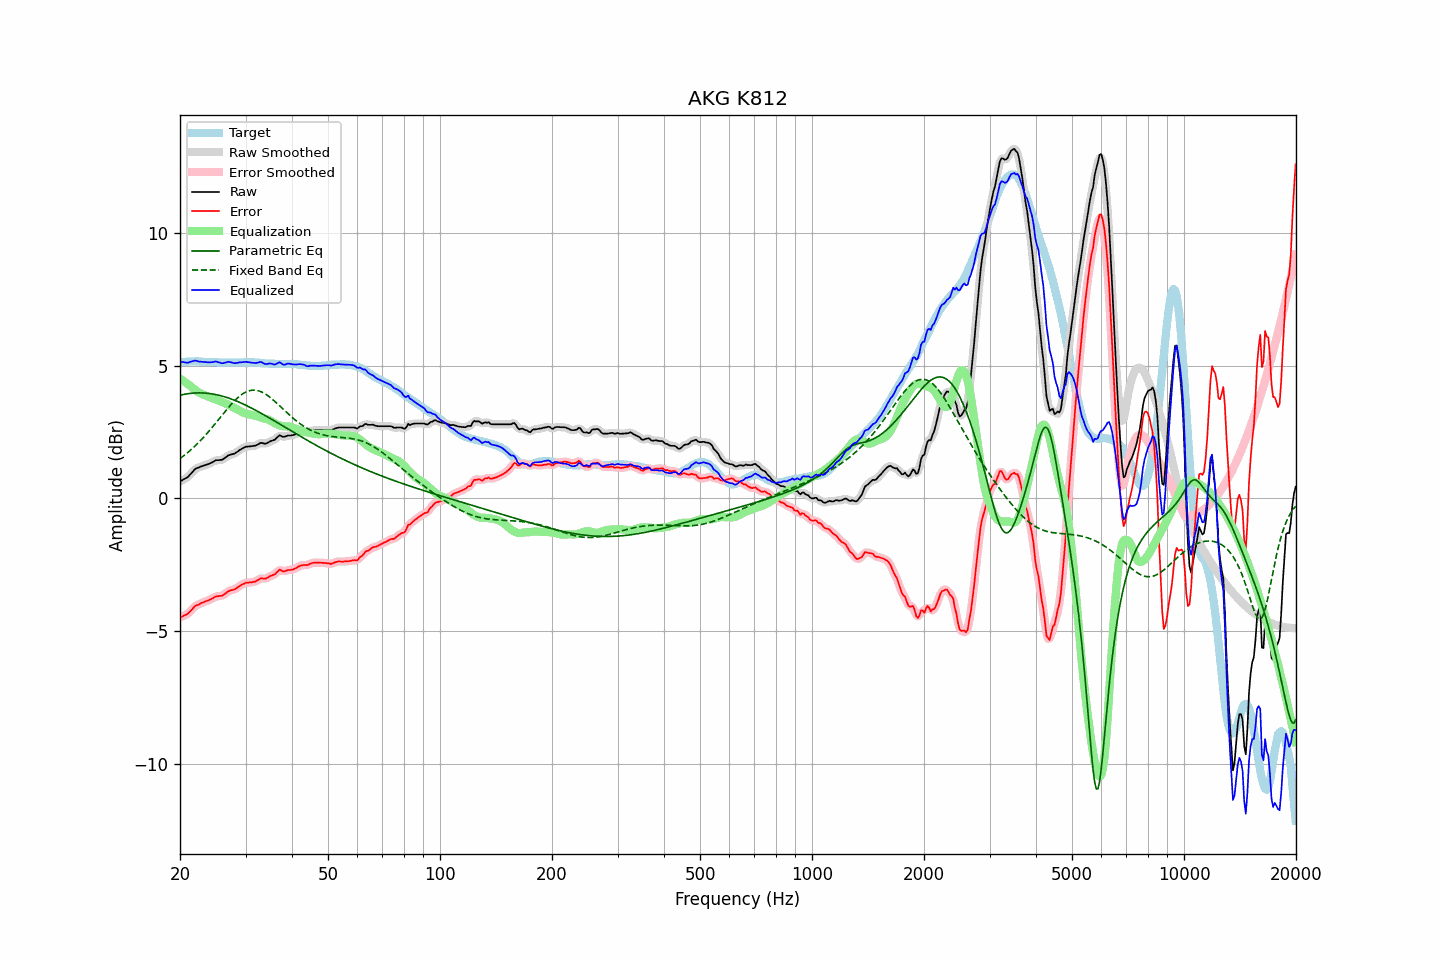 AKG K812
Amplitude (dBr)
10
5
0
−5
−10
Target
Raw Smoothed
Error Smoothed
Raw
Error
Equalization
Parametric Eq
Fixed Band Eq
Equalized
20 50 100 200 500 1000 2000 5000 10000 20000
Frequency (Hz)